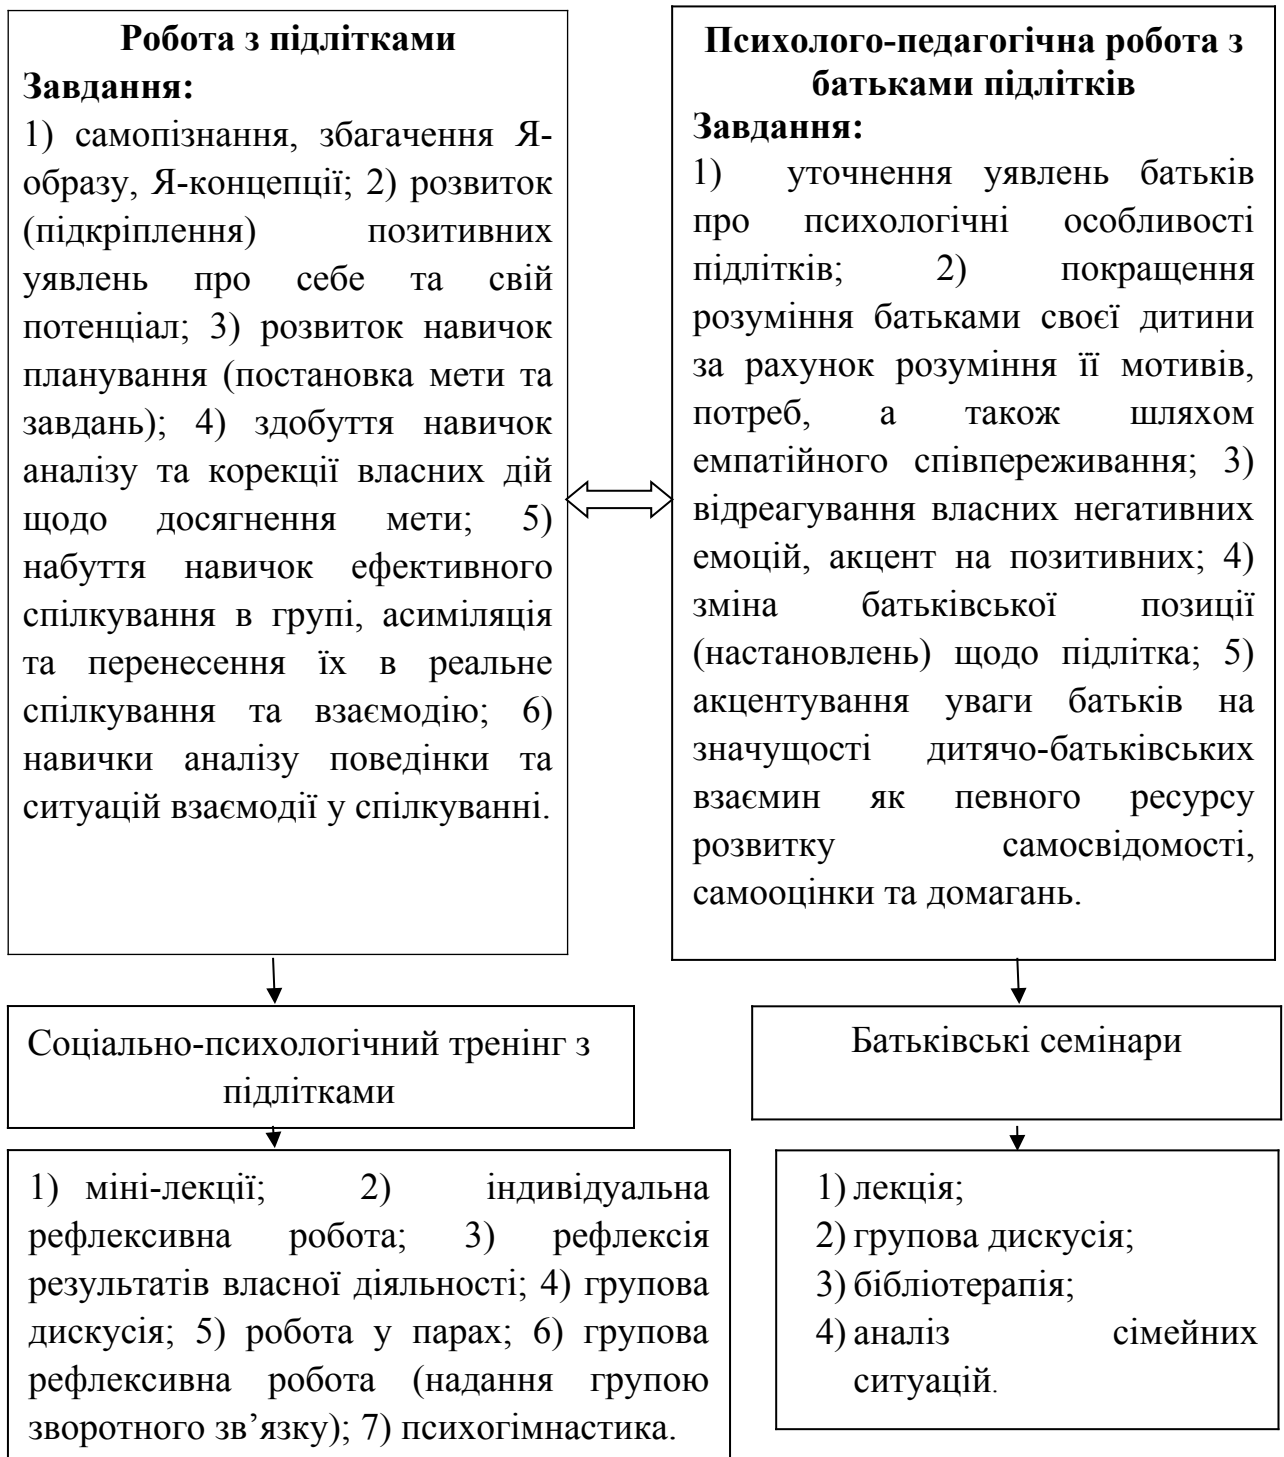 Робота з підлітками
Завдання:
1) самопізнання, збагачення Я-
образу, Я-концепції; 2) розвиток
(підкріплення) позитивних
уявлень про себе та свій
потенціал; 3) розвиток навичок
планування (постановка мети та
завдань); 4) здобуття навичок
аналізу та корекції власних дій
щодо досягнення мети; 5)
набуття навичок ефективного
спілкування в групі, асиміляція
та перенесення їх в реальне
спілкування та взаємодію; 6)
навички аналізу поведінки та
ситуацій взаємодії у спілкуванні.
Психолого-педагогічна робота з
батьками підлітків
Завдання:
1) уточнення уявлень батьків
про психологічні особливості
підлітків; 2) покращення
розуміння батьками своєї дитини
за рахунок розуміння її мотивів,
потреб, а також шляхом
емпатійного співпереживання; 3)
відреагування власних негативних
емоцій, акцент на позитивних; 4)
зміна батьківської позиції
(настановлень) щодо підлітка; 5)
акцентування уваги батьків на
значущості дитячо-батьківських
взаємин як певного ресурсу
розвитку самосвідомості,
самооцінки та домагань.
Соціально-психологічний тренінг з
підлітками
Батьківські семінари
1) міні-лекції; 2) індивідуальна
рефлексивна робота; 3) рефлексія
результатів власної діяльності; 4) групова
дискусія; 5) робота у парах; 6) групова
рефлексивна робота (надання групою
зворотного зв’язку); 7) психогімнастика.
1) лекція;
2) групова дискусія;
3) бібліотерапія;
4) аналіз сімейних
ситуацій.